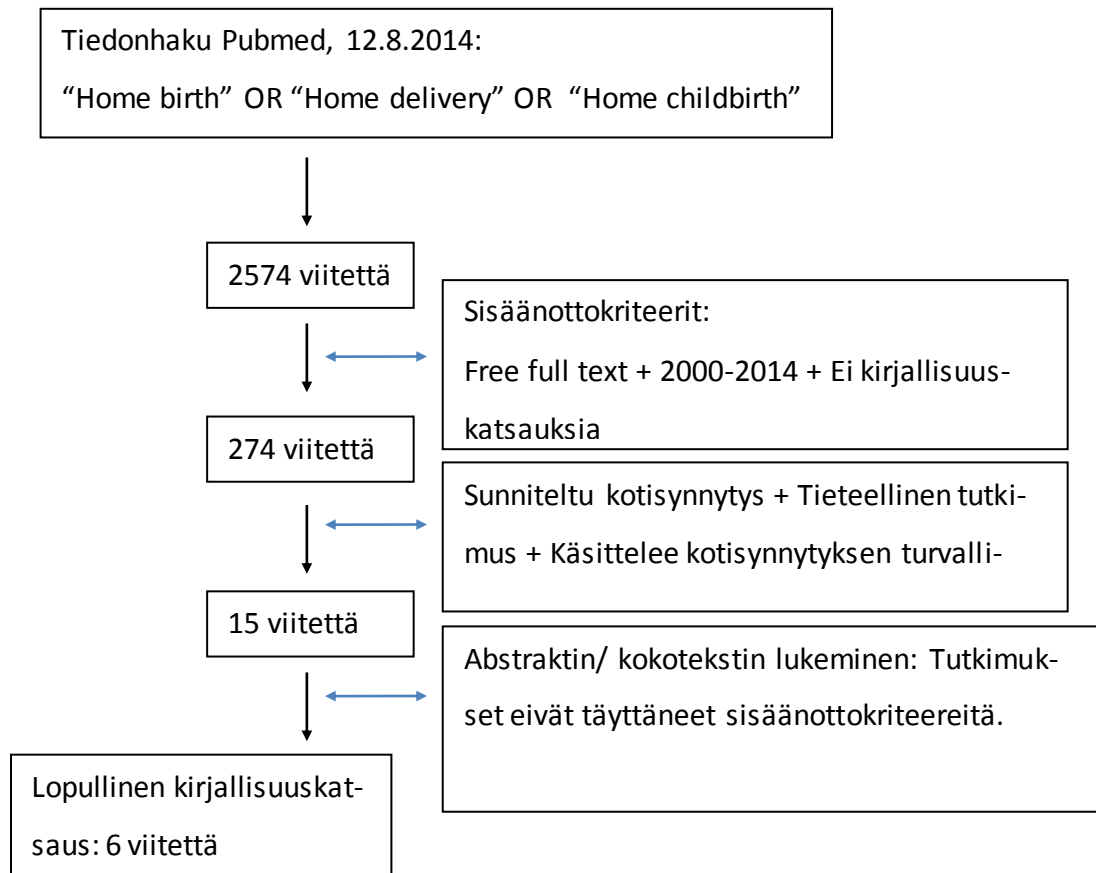 Tiedonhaku Pubmed, 12.8.2014:
“Home birth” OR “Home delivery” OR “Home childbirth”
2574 viitettä
Sisäänottokriteerit:
Free full text + 2000-2014 + Ei kirjallisuus-
katsauksia
274 viitettä
Sunniteltu kotisynnytys + Tieteellinen tutki-
mus + Käsittelee kotisynnytyksen turvalli-
15 viitettä
Abstraktin/ kokotekstin lukeminen: Tutkimuk-
set eivät täyttäneet sisäänottokriteereitä.
Lopullinen kirjallisuuskat-
saus: 6 viitettä